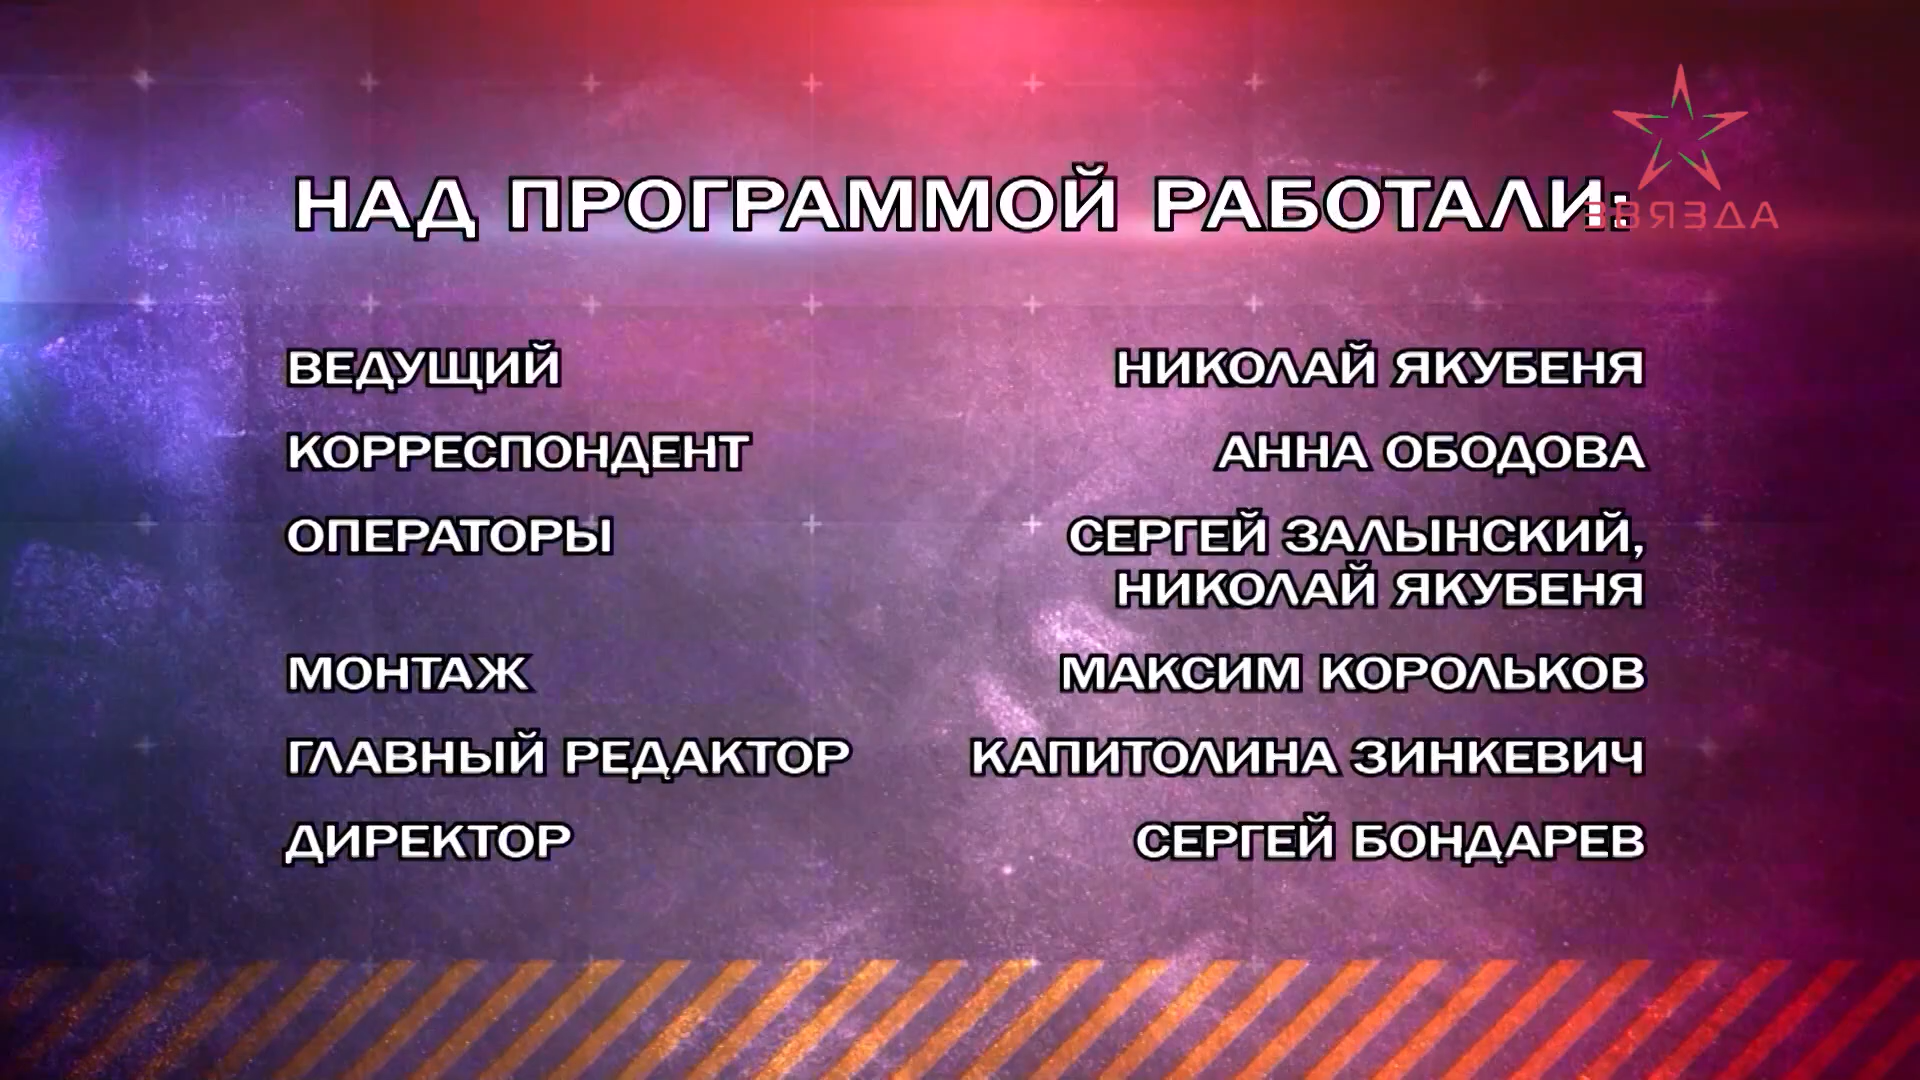 НАД ПРОГРАММОЙ РАБОТАЛИ:
ЗВЯЗДА
ВЕДУЩИЙ НИКОЛАЙ ЯКУБЕНЯ
КОРРЕСПОНДЕНТ АННА ОБОДОВА
ОПЕРАТОРЫ СЕРГЕЙ ЗАЛЫНСКИЙ,
НИКОЛАЙ ЯКУБЕНЯ
МОНТАЖ МАКСИМ КОРОЛЬКОВ
ГЛАВНЫЙ РЕДАКТОР КАПИТОЛИНА ЗИНКЕВИЧ
ДИРЕКТОР СЕРГЕЙ БОНДАРЕВ